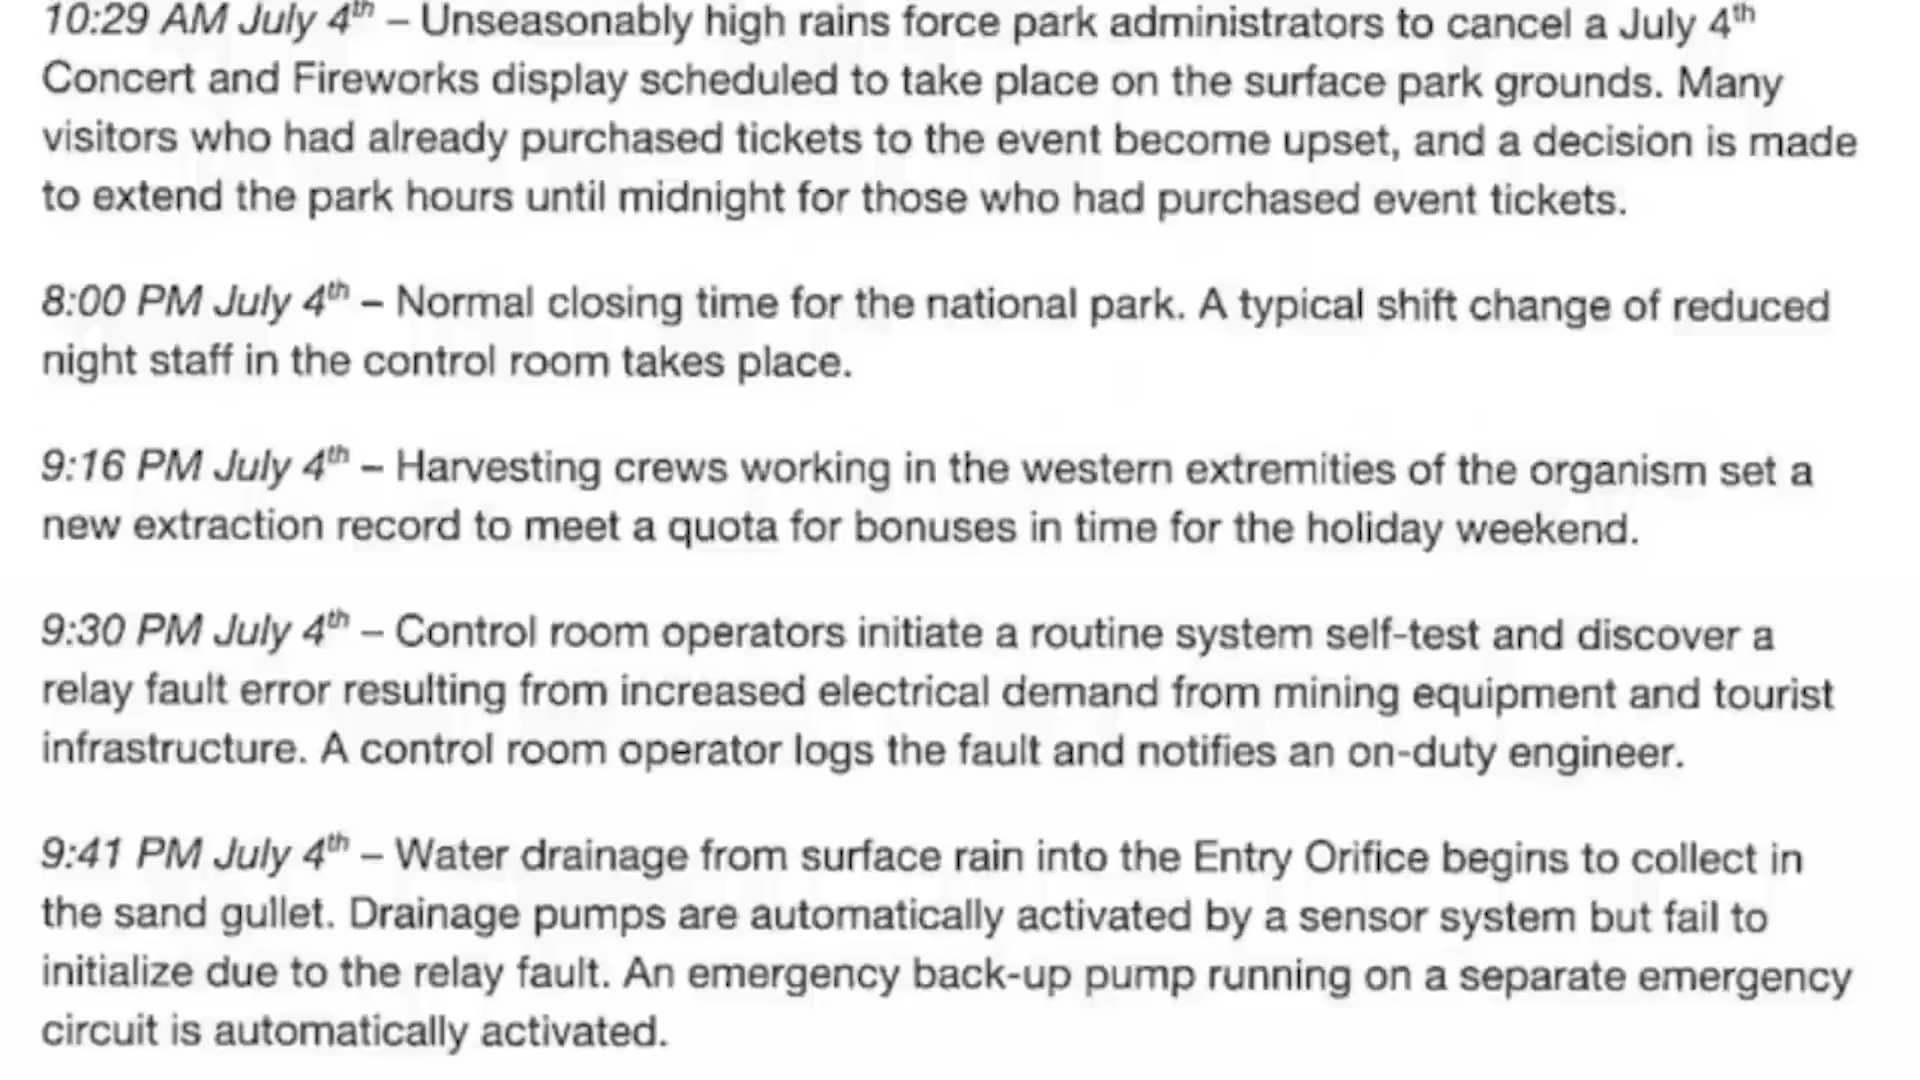 10:29 AM July 4th – Unseasonably high rains force park administrators to cancel a July 4th
Concert and Fireworks display scheduled to take place on the surface park grounds. Many
visitors who had already purchased tickets to the event become upset, and a decision is made
to extend the park hours until midnight for those who had purchased event tickets.
8:00 PM July 4th – Normal closing time for the national park. A typical shift change of reduced
night staff in the control room takes place.
9:16 PM July 4th – Harvesting crews working in the western extremities of the organism set a
new extraction record to meet a quota for bonuses in time for the holiday weekend.
9:30 PM July 4th – Control room operators initiate a routine system self-test and discover a
relay fault error resulting from increased electrical demand from mining equipment and tourist
infrastructure. A control room operator logs the fault and notifies an on-duty engineer.
9:41 PM July 4th – Water drainage from surface rain into the Entry Orifice begins to collect in
the sand gullet. Drainage pumps are automatically activated by a sensor system but fail to
initialize due to the relay fault. An emergency back-up pump running on a separate emergency
circuit is automatically activated.